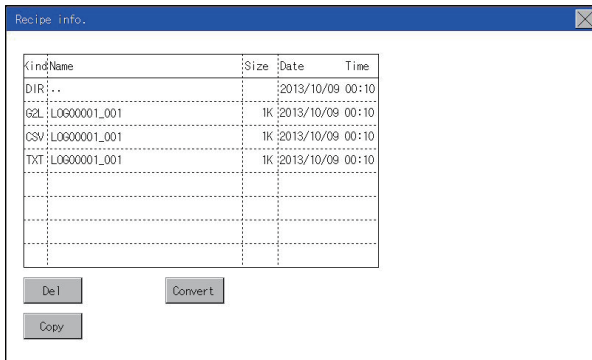 Recipe info.
Kind Name Size Date Time
DIR .. 2013/10/09 00:10
G2L LOG00001_001 1K 2013/10/09 00:10
CSV LOG00001_001 1K 2013/10/09 00:10
TXT LOG00001_001 1K 2013/10/09 00:10
Del Convert
Copy